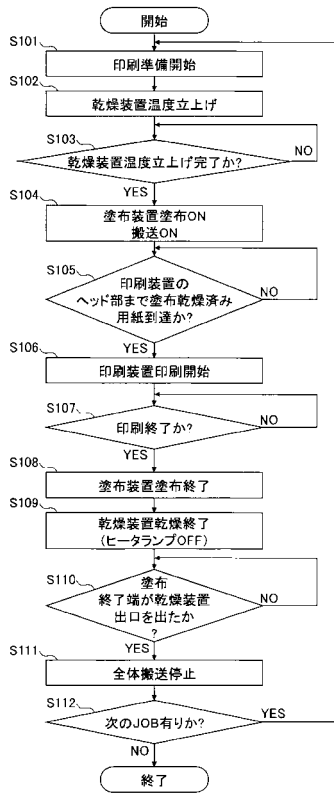 開始
S101
印刷準備開始
S102
乾燥装置温度立上げ
S103
乾燥装置温度立上げ完了か?
NO
YES
S104
塗布装置塗布ON
搬送ON
S105
印刷装置の
ヘッド部まで塗布乾燥済み
用紙到達か?
NO
YES
S106
印刷装置印刷開始
S107
印刷終了か?
NO
YES
S108
塗布装置塗布終了
S109
乾燥装置乾燥終了
(ヒータランプOFF)
S110
塗布
終了端が乾燥装置
出口を出たか
?
NO
YES
S111
全体搬送停止
S112
次のJOB有りか?
YES
NO
終了